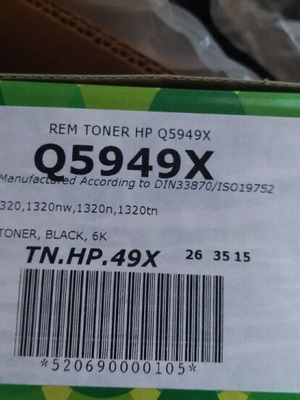 REM TONER HP Q5949X
Q5949X
Manufactured According to DIN33870/ISO19752
320,1320nw,1320n,1320tn
TONER, BLACK, 6K
TN.HP.49X 26 35 15
*520690000105*